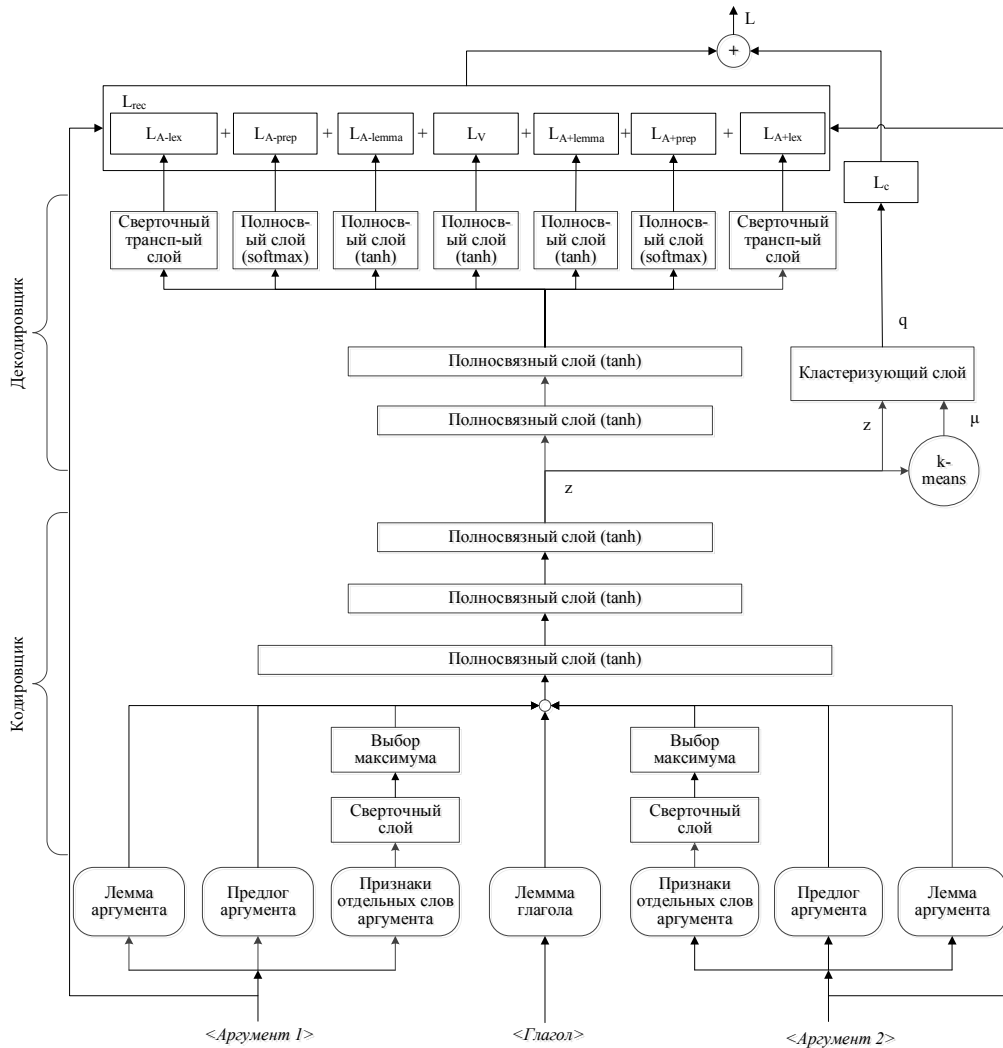 L
+
L_rec
L_A-lex + L_A-prep + L_A-lemma + L_V + L_A+lemma + L_A+prep + L_A+lex
L_c
Сверточный
трансп-ый
слой
Полносв-
ый слой
(softmax)
Полносв-
ый слой
(tanh)
Полносв-
ый слой
(tanh)
Полносв-
ый слой
(tanh)
Полносв-
ый слой
(softmax)
Сверточный
трансп-ый
слой
Декодировщик
q
Полносвязный слой (tanh)
Кластеризующий слой
Полносвязный слой (tanh)
z
μ
k-
means
z
Полносвязный слой (tanh)
Полносвязный слой (tanh)
Полносвязный слой (tanh)
Кодировщик
Выбор
максимума
Выбор
максимума
Сверточный
слой
Сверточный
слой
Лемма
аргумента
Предлог
аргумента
Признаки
отдельных слов
аргумента
Леммма
глагола
Признаки
отдельных слов
аргумента
Предлог
аргумента
Лемма
аргумента
<Аргумент 1>
<Глагол>
<Аргумент 2>